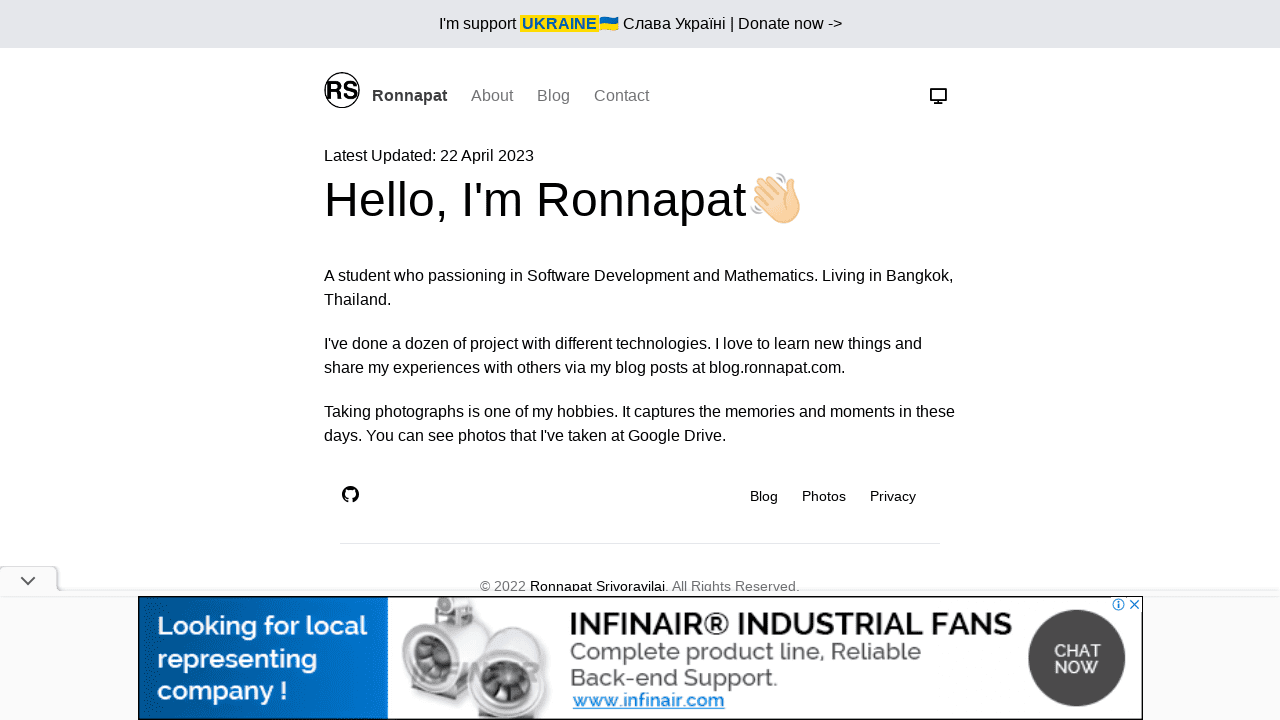 I'm support UKRAINE🇺🇦 Слава Україні | Donate now ->
RS Ronnapat About Blog Contact
Latest Updated: 22 April 2023
Hello, I'm Ronnapat👋🏻
A student who passioning in Software Development and Mathematics. Living in Bangkok,
Thailand.
I've done a dozen of project with different technologies. I love to learn new things and
share my experiences with others via my blog posts at blog.ronnapat.com.
Taking photographs is one of my hobbies. It captures the memories and moments in these
days. You can see photos that I've taken at Google Drive.
Blog Photos Privacy
© 2022 Ronnapat Srivoravilai. All Rights Reserved.
Looking for local
representing
company !
INFINAIR
INFINAIR® INDUSTRIAL FANS
Complete product line, Reliable
Back-end Support.
www.infinair.com
CHAT
NOW